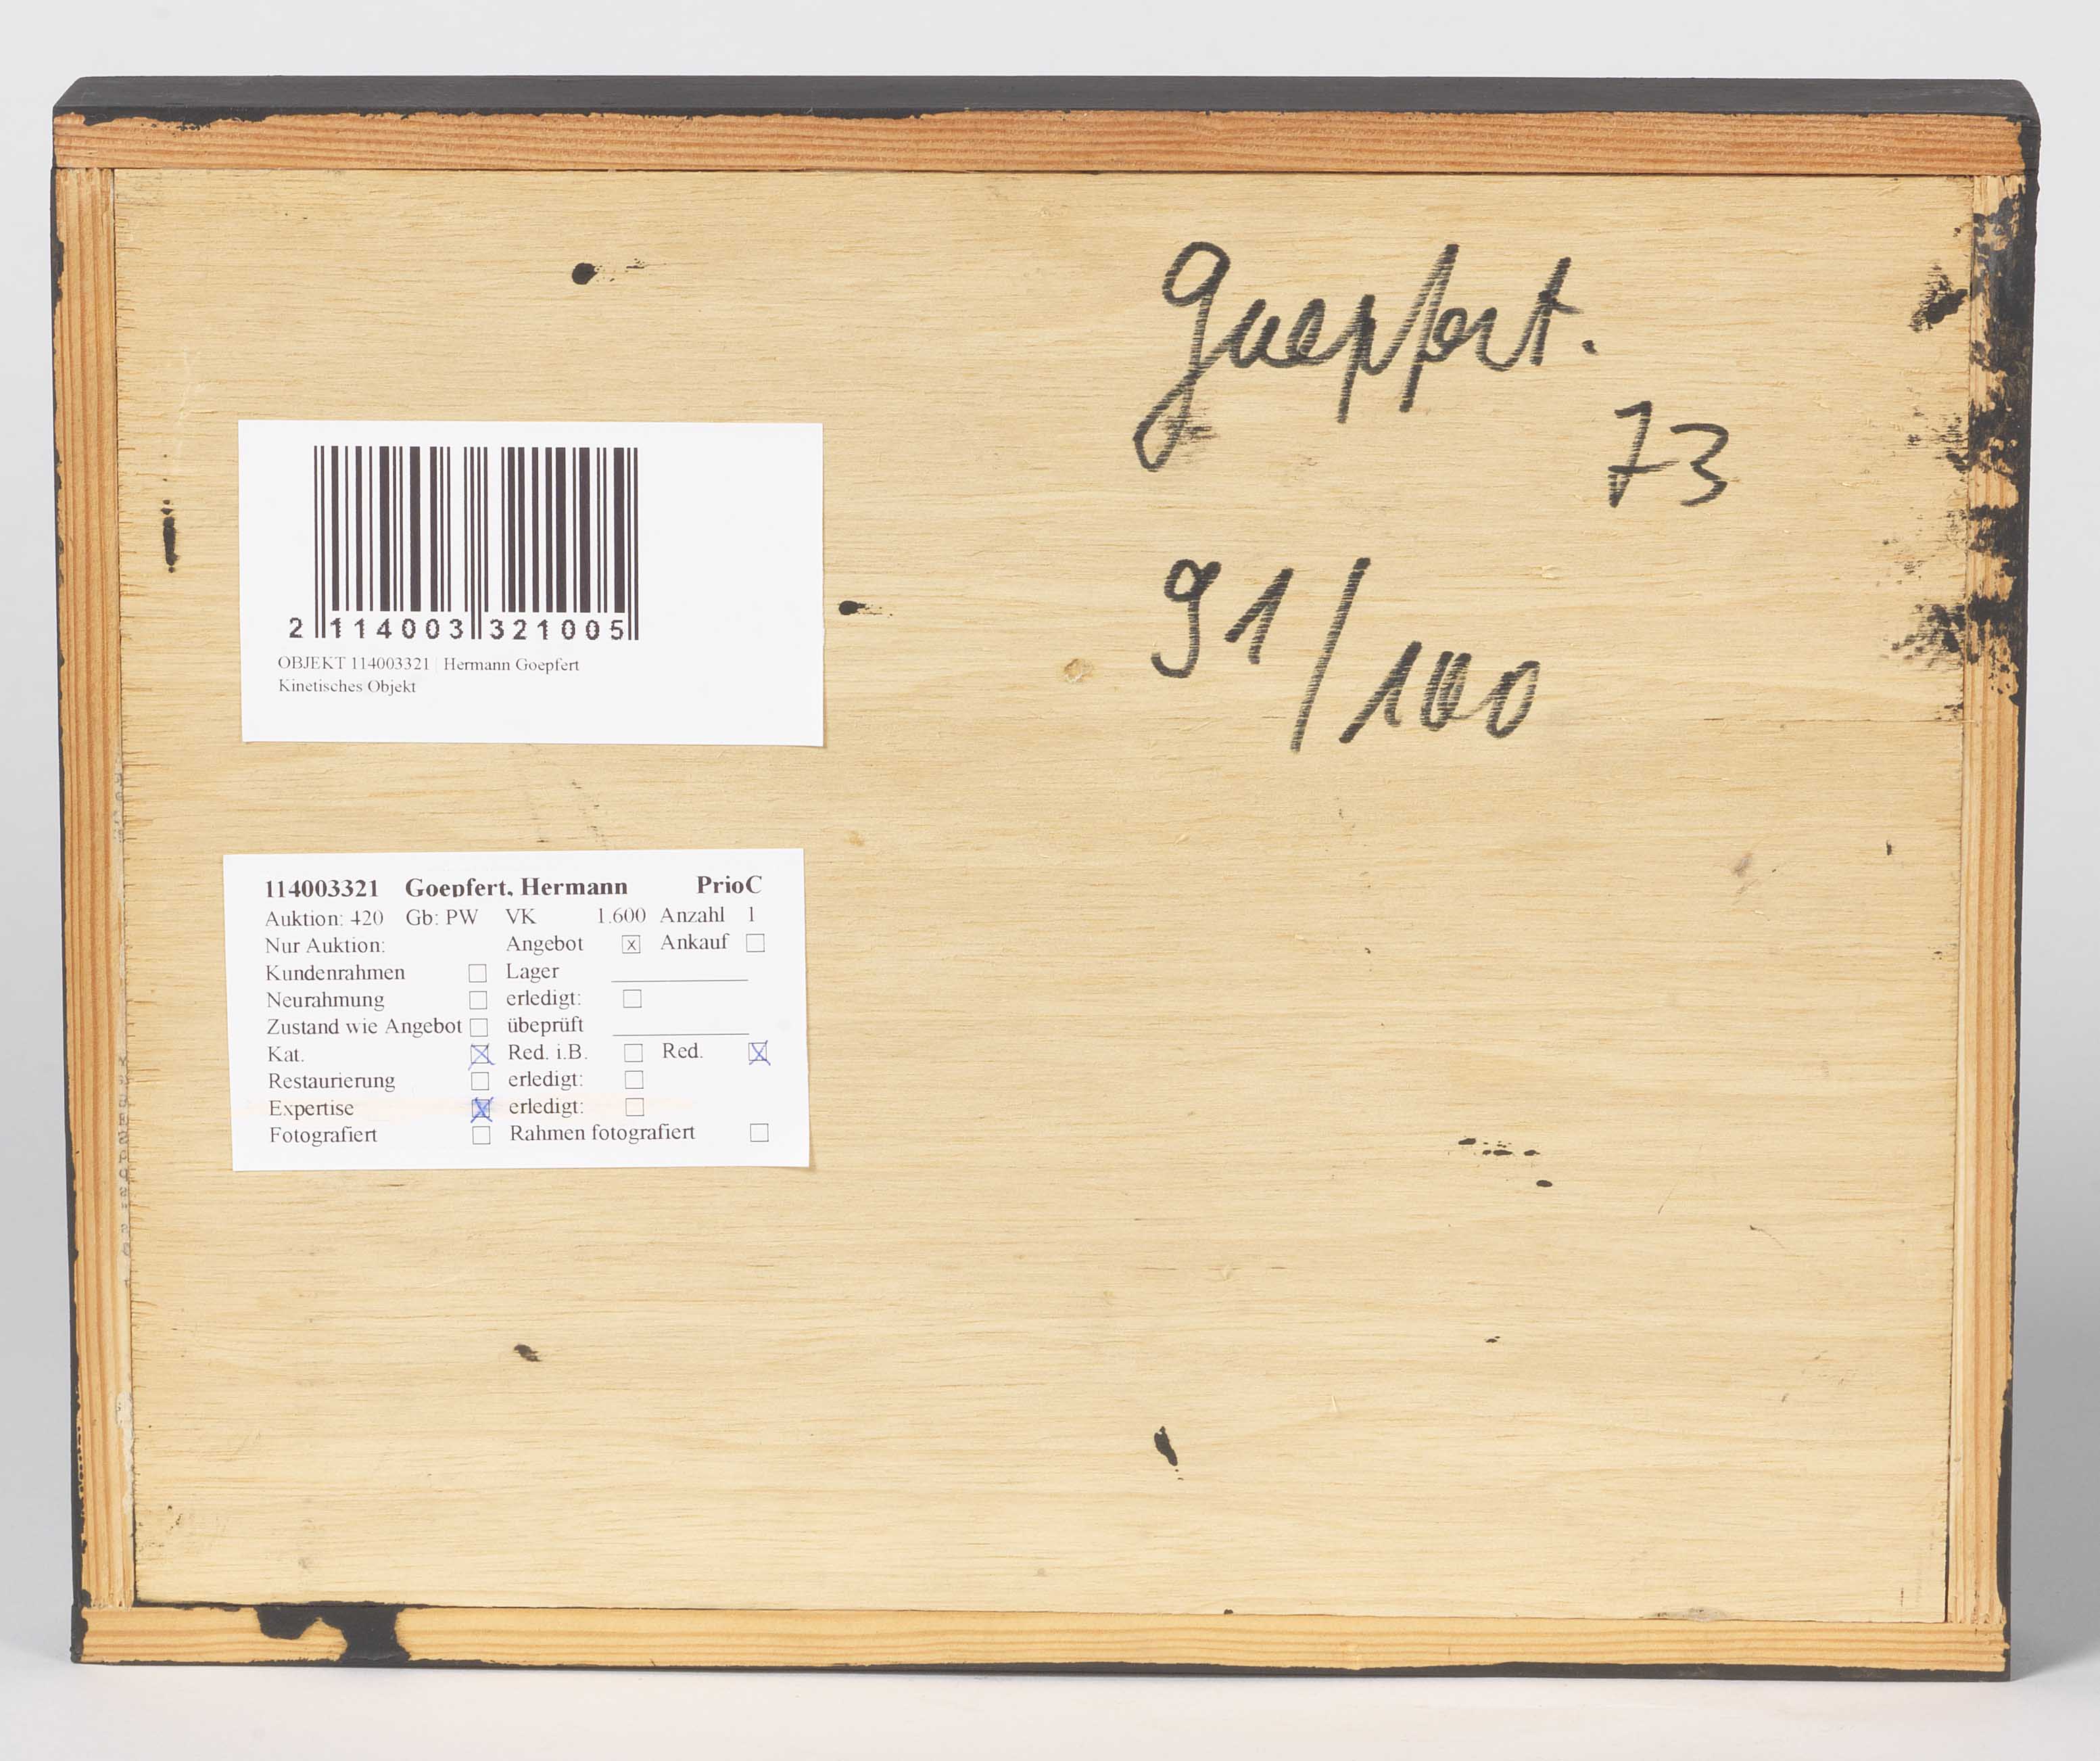 Goepfert.
73
91/100
2 114003 321005
OBJEKT 114003321 | Hermann Goepfert
Kinetisches Objekt
114003321 Goepfert, Hermann PrioC
Auktion: 420 Gb: PW VK 1.600 Anzahl 1
Nur Auktion: Angebot x Ankauf
Kundenrahmen Lager
Neurahmung erledigt:
Zustand wie Angebot übeprüft
Kat. X Red. i.B. Red. X
Restaurierung erledigt:
Expertise X erledigt:
Fotografiert Rahmen fotografiert